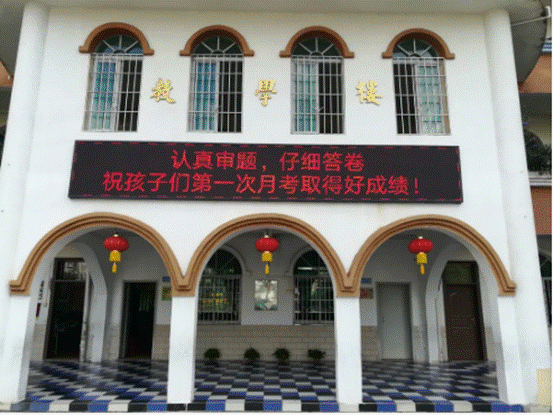 教學樓
认真审题，仔细答卷
祝孩子们第一次月考取得好成绩！